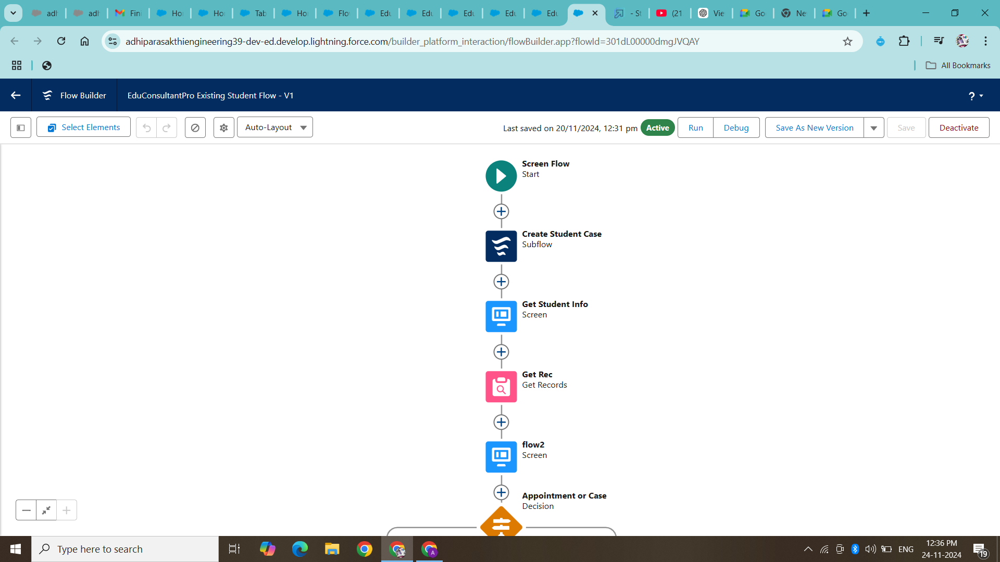 adh
adh
Fini
Ho
Ho
Tab
Ho
Flo
Edu
Edu
Edu
Edu
Edu
- St
(21
Vie
Go
Ne
Go
adhiparasakthiengineering39-dev-ed.develop.lightning.force.com/builder_platform_interaction/flowBuilder.app?flowId=301dL00000dmgJVQAY
All Bookmarks
Flow Builder
EduConsultantPro Existing Student Flow - V1
?
Select Elements
Auto-Layout
Last saved on 20/11/2024, 12:31 pm
Active
Run
Debug
Save As New Version
Save
Deactivate
Screen Flow
Start
Create Student Case
Subflow
Get Student Info
Screen
Get Rec
Get Records
flow2
Screen
Appointment or Case
Decision
Type here to search
A
ENG
12:36 PM
24-11-2024
19